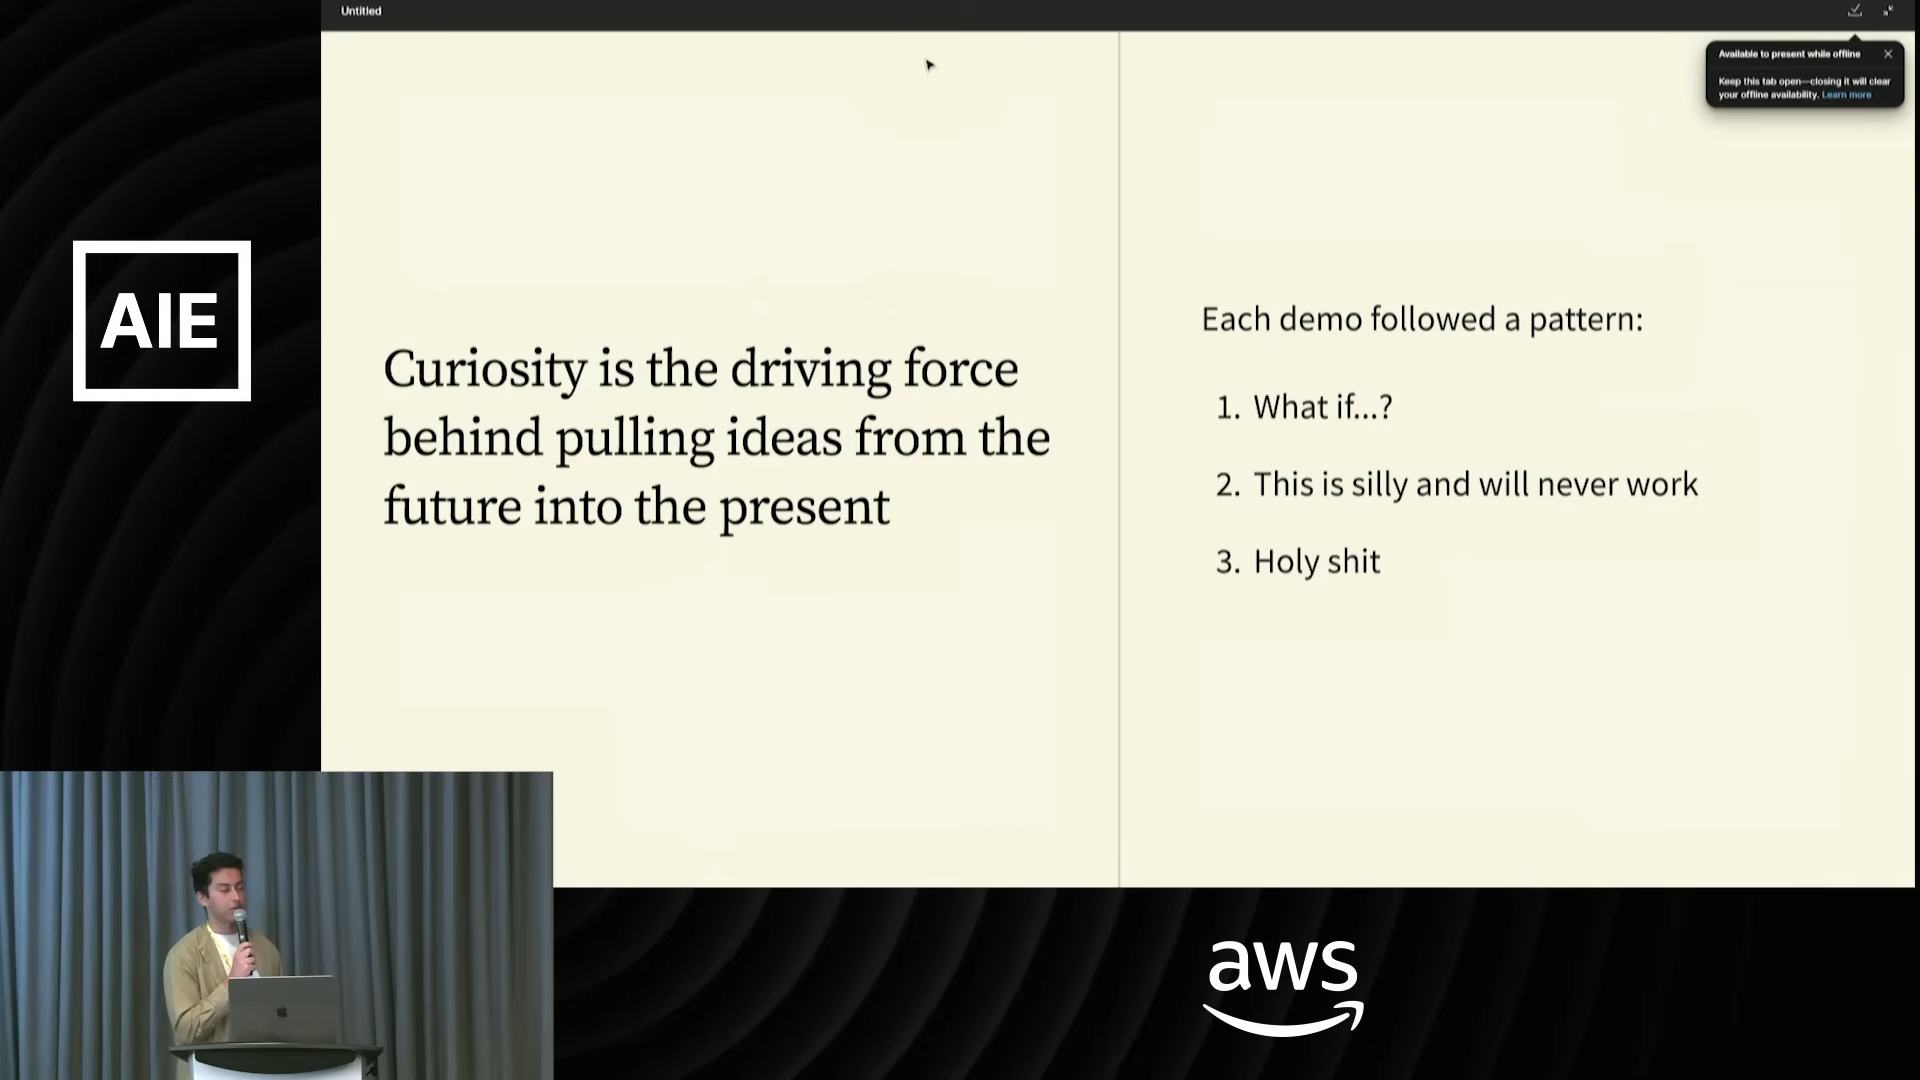 Untitled
Available to present while offline
Keep this tab open—closing it will clear
your offline availability. Learn more
AIE
Curiosity is the driving force
behind pulling ideas from the
future into the present
Each demo followed a pattern:
1. What if...?
2. This is silly and will never work
3. Holy shit
aws